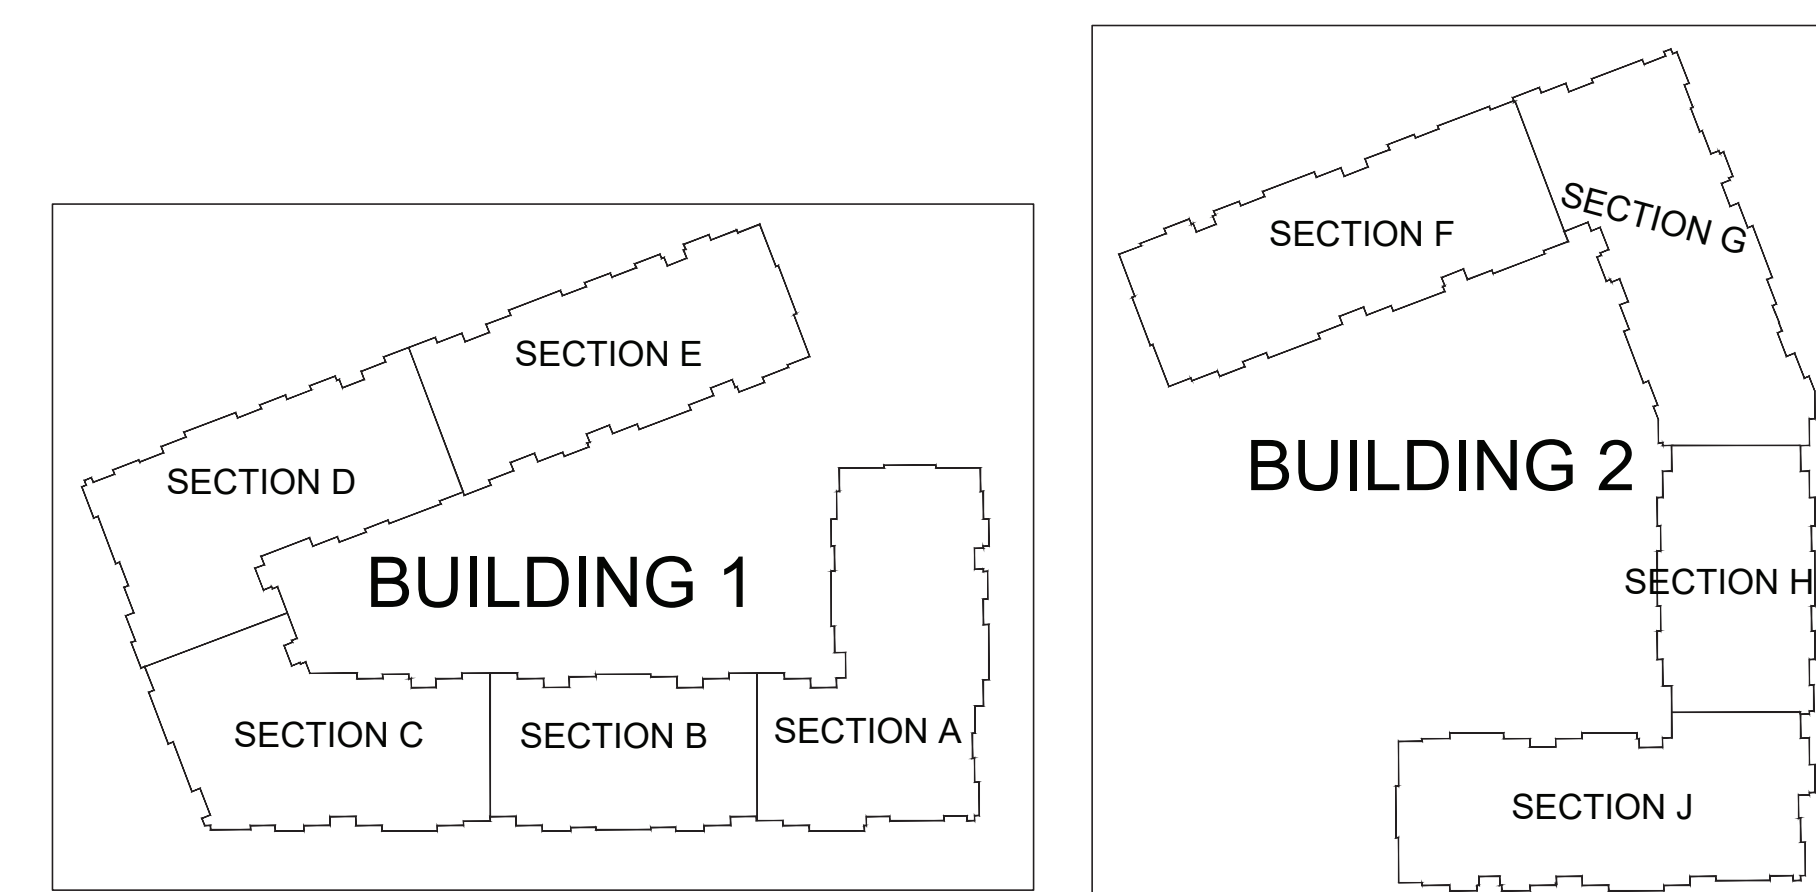 SECTION E
SECTION D
BUILDING 1
SECTION C
SECTION B
SECTION A
SECTION F
SECTION G
BUILDING 2
SECTION H
SECTION J